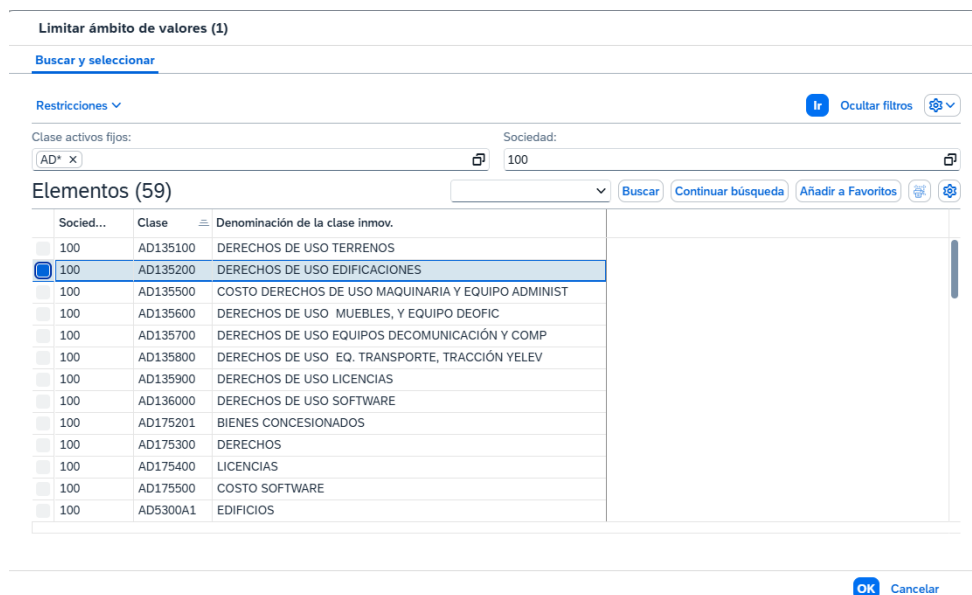 Limitar ámbito de valores (1)
Buscar y seleccionar
Restricciones Ir Ocultar filtros
Clase activos fijos: Sociedad:
AD* × 100
Elementos (59) Buscar Continuar búsqueda Añadir a Favoritos
Socied... Clase Denominación de la clase inmov.
100 AD135100 DERECHOS DE USO TERRENOS
100 AD135200 DERECHOS DE USO EDIFICACIONES
100 AD135500 COSTO DERECHOS DE USO MAQUINARIA Y EQUIPO ADMINIST
100 AD135600 DERECHOS DE USO  MUEBLES, Y EQUIPO DEOFIC
100 AD135700 DERECHOS DE USO EQUIPOS DECOMUNICACIÓN Y COMP
100 AD135800 DERECHOS DE USO  EQ. TRANSPORTE, TRACCIÓN YELEV
100 AD135900 DERECHOS DE USO LICENCIAS
100 AD136000 DERECHOS DE USO SOFTWARE
100 AD175201 BIENES CONCESIONADOS
100 AD175300 DERECHOS
100 AD175400 LICENCIAS
100 AD175500 COSTO SOFTWARE
100 AD5300A1 EDIFICIOS
OK Cancelar